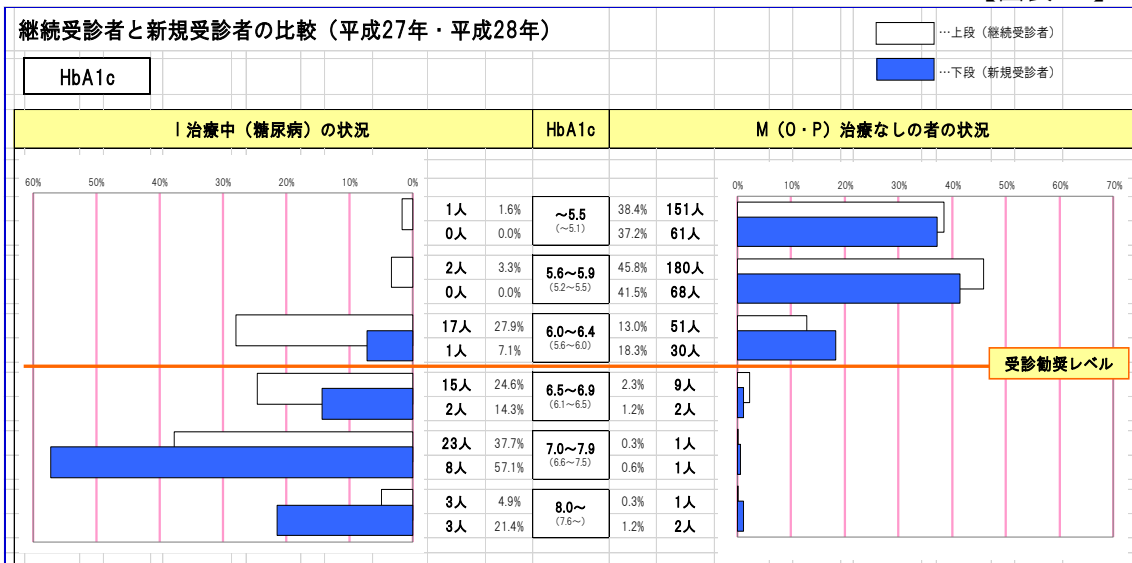 継続受診者と新規受診者の比較（平成27年・平成28年）
…上段（継続受診者）
…下段（新規受診者）
HbA1c
Ⅰ治療中（糖尿病）の状況 HbA1c M（O・P）治療なしの者の状況
60% 50% 40% 30% 20% 10% 0% 0% 10% 20% 30% 40% 50% 60% 70%
1人 1.6% ～5.5 38.4% 151人
0人 0.0% （～5.1） 37.2% 61人
2人 3.3% 5.6～5.9 45.8% 180人
0人 0.0% （5.2～5.5） 41.5% 68人
17人 27.9% 6.0～6.4 13.0% 51人
1人 7.1% （5.6～6.0） 18.3% 30人
受診勧奨レベル
15人 24.6% 6.5～6.9 2.3% 9人
2人 14.3% （6.1～6.5） 1.2% 2人
23人 37.7% 7.0～7.9 0.3% 1人
8人 57.1% （6.6～7.5） 0.6% 1人
3人 4.9% 8.0～ 0.3% 1人
3人 21.4% （7.6～） 1.2% 2人